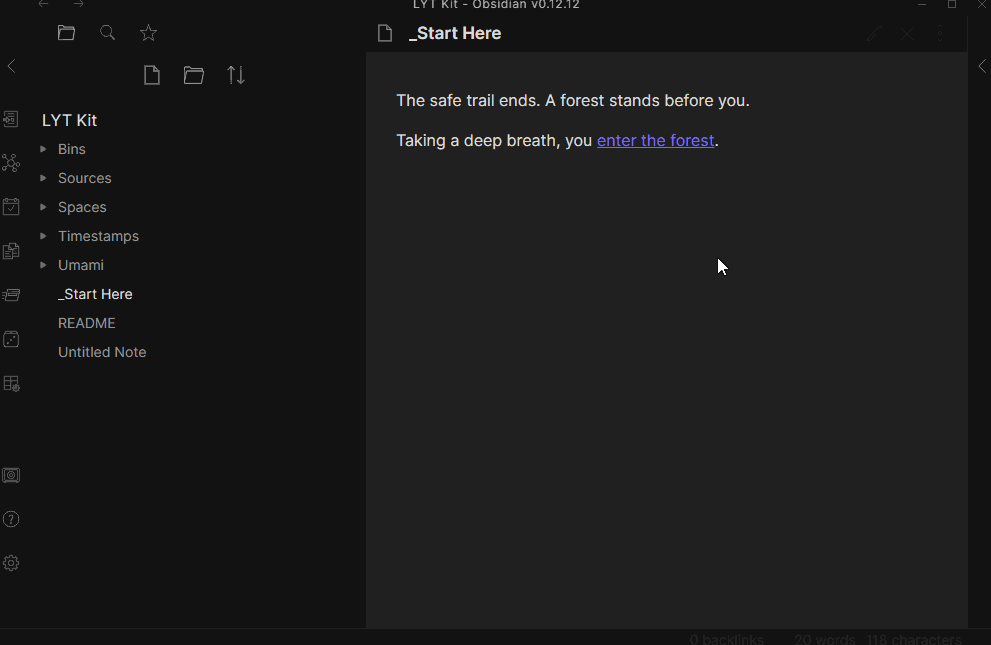 LYT Kit - Obsidian v0.12.12
_Start Here
The safe trail ends. A forest stands before you.
Taking a deep breath, you enter the forest.
LYT Kit
Bins
Sources
Spaces
Timestamps
Umami
_Start Here
README
Untitled Note
0 backlinks 20 words 118 characters